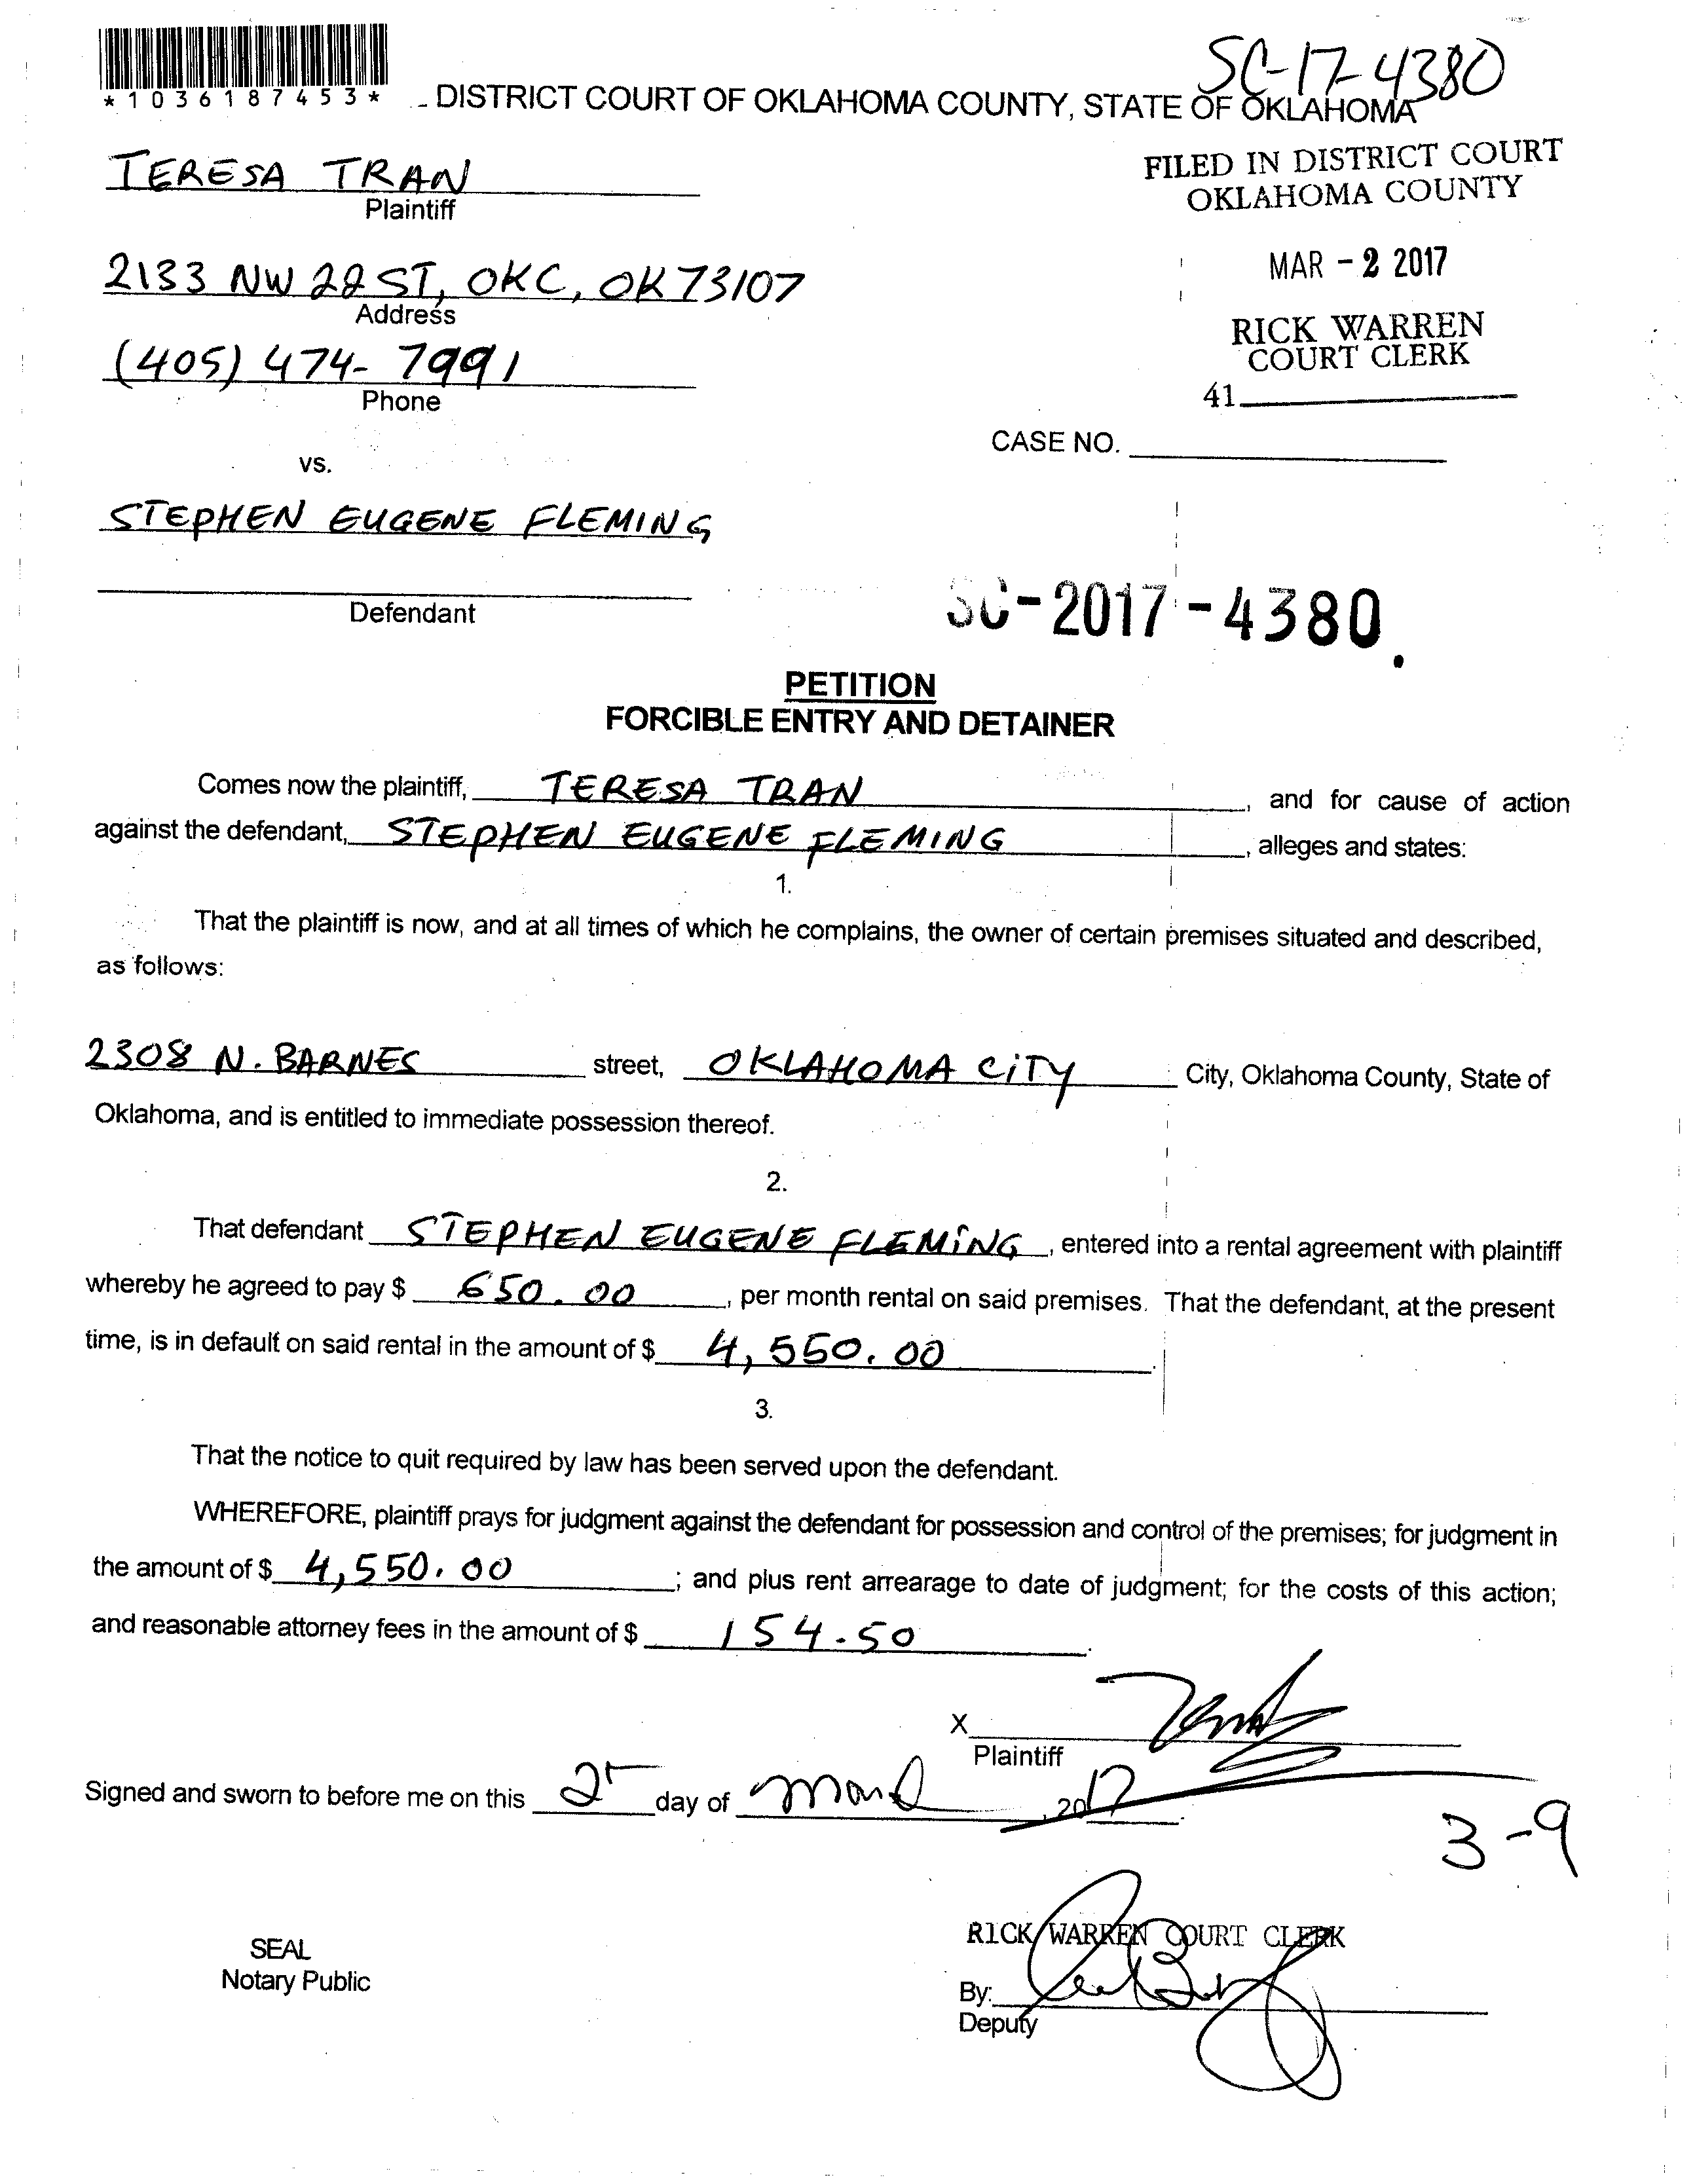 SC-17-4380
*1036187453*
DISTRICT COURT OF OKLAHOMA COUNTY, STATE OF OKLAHOMA
TERESA TRAN
Plaintiff
FILED IN DISTRICT COURT
OKLAHOMA COUNTY
2133 NW 22 ST, OKC, OK 73107
Address
MAR - 2 2017
(405) 474-7991
Phone
RICK WARREN
COURT CLERK
41
CASE NO.
vs.
STEPHEN EUGENE FLEMING
Defendant
SC-2017-4380.
PETITION
FORCIBLE ENTRY AND DETAINER
Comes now the plaintiff, TERESA TRAN, and for cause of action
against the defendant, STEPHEN EUGENE FLEMING, alleges and states:
1.
That the plaintiff is now, and at all times of which he complains, the owner of certain premises situated and described,
as follows:
2308 N. BARNES street, OKLAHOMA CITY City, Oklahoma County, State of
Oklahoma, and is entitled to immediate possession thereof.
2.
That defendant STEPHEN EUGENE FLEMING, entered into a rental agreement with plaintiff
whereby he agreed to pay $ 650.00, per month rental on said premises. That the defendant, at the present
time, is in default on said rental in the amount of $ 4,550.00.
3.
That the notice to quit required by law has been served upon the defendant.
WHEREFORE, plaintiff prays for judgment against the defendant for possession and control of the premises; for judgment in
the amount of $ 4,550.00; and plus rent arrearage to date of judgment; for the costs of this action;
and reasonable attorney fees in the amount of $ 154.50.
X
Plaintiff
Signed and sworn to before me on this 2 day of March, 2017.
3-9
RICK WARREN COURT CLERK
SEAL
Notary Public
By:
Deputy